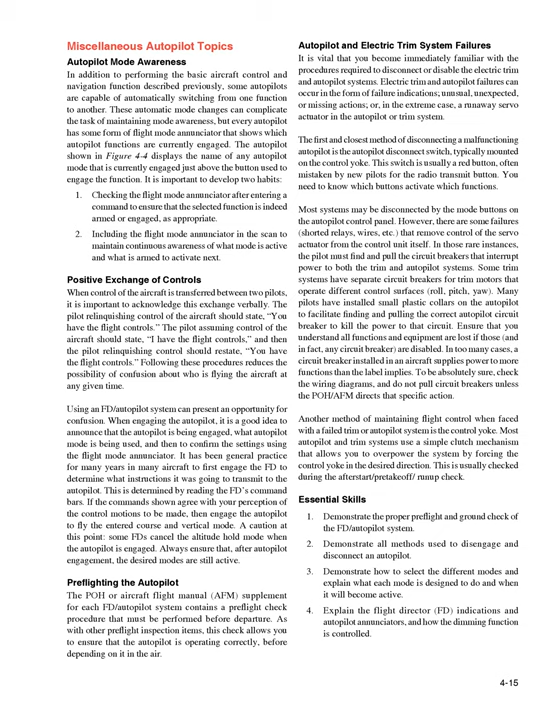 Miscellaneous Autopilot Topics
Autopilot Mode Awareness
In addition to performing the basic aircraft control and
navigation function described previously, some autopilots
are capable of automatically switching from one function
to another. These automatic mode changes can complicate
the task of maintaining mode awareness, but every autopilot
has some form of flight mode annunciator that shows which
autopilot functions are currently engaged. The autopilot
shown in Figure 4-4 displays the name of any autopilot
mode that is currently engaged just above the button used to
engage the function. It is important to develop two habits:
1. Checking the flight mode annunciator after entering a
command to ensure that the selected function is indeed
armed or engaged, as appropriate.
2. Including the flight mode annunciator in the scan to
maintain continuous awareness of what mode is active
and what is armed to activate next.
Positive Exchange of Controls
When control of the aircraft is transferred between two pilots,
it is important to acknowledge this exchange verbally. The
pilot relinquishing control of the aircraft should state, “You
have the flight controls.” The pilot assuming control of the
aircraft should state, “I have the flight controls,” and then
the pilot relinquishing control should restate, “You have
the flight controls.” Following these procedures reduces the
possibility of confusion about who is flying the aircraft at
any given time.
Using an FD/autopilot system can present an opportunity for
confusion. When engaging the autopilot, it is a good idea to
announce that the autopilot is being engaged, what autopilot
mode is being used, and then to confirm the settings using
the flight mode annunciator. It has been general practice
for many years in many aircraft to first engage the FD to
determine what instructions it was going to transmit to the
autopilot. This is determined by reading the FD’s command
bars. If the commands shown agree with your perception of
the control motions to be made, then engage the autopilot
to fly the entered course and vertical mode. A caution at
this point: some FDs cancel the altitude hold mode when
the autopilot is engaged. Always ensure that, after autopilot
engagement, the desired modes are still active.
Preflighting the Autopilot
The POH or aircraft flight manual (AFM) supplement
for each FD/autopilot system contains a preflight check
procedure that must be performed before departure. As
with other preflight inspection items, this check allows you
to ensure that the autopilot is operating correctly, before
depending on it in the air.
Autopilot and Electric Trim System Failures
It is vital that you become immediately familiar with the
procedures required to disconnect or disable the electric trim
and autopilot systems. Electric trim and autopilot failures can
occur in the form of failure indications; unusual, unexpected,
or missing actions; or, in the extreme case, a runaway servo
actuator in the autopilot or trim system.
The first and closest method of disconnecting a malfunctioning
autopilot is the autopilot disconnect switch, typically mounted
on the control yoke. This switch is usually a red button, often
mistaken by new pilots for the radio transmit button. You
need to know which buttons activate which functions.
Most systems may be disconnected by the mode buttons on
the autopilot control panel. However, there are some failures
(shorted relays, wires, etc.) that remove control of the servo
actuator from the control unit itself. In those rare instances,
the pilot must find and pull the circuit breakers that interrupt
power to both the trim and autopilot systems. Some trim
systems have separate circuit breakers for trim motors that
operate different control surfaces (roll, pitch, yaw). Many
pilots have installed small plastic collars on the autopilot
to facilitate finding and pulling the correct autopilot circuit
breaker to kill the power to that circuit. Ensure that you
understand all functions and equipment are lost if those (and
in fact, any circuit breaker) are disabled. In too many cases, a
circuit breaker installed in an aircraft supplies power to more
functions than the label implies. To be absolutely sure, check
the wiring diagrams, and do not pull circuit breakers unless
the POH/AFM directs that specific action.
Another method of maintaining flight control when faced
with a failed trim or autopilot system is the control yoke. Most
autopilot and trim systems use a simple clutch mechanism
that allows you to overpower the system by forcing the
control yoke in the desired direction. This is usually checked
during the afterstart/pretakeoff/ runup check.
Essential Skills
1. Demonstrate the proper preflight and ground check of
the FD/autopilot system.
2. Demonstrate all methods used to disengage and
disconnect an autopilot.
3. Demonstrate how to select the different modes and
explain what each mode is designed to do and when
it will become active.
4. Explain the flight director (FD) indications and
autopilot annunciators, and how the dimming function
is controlled.
4-15